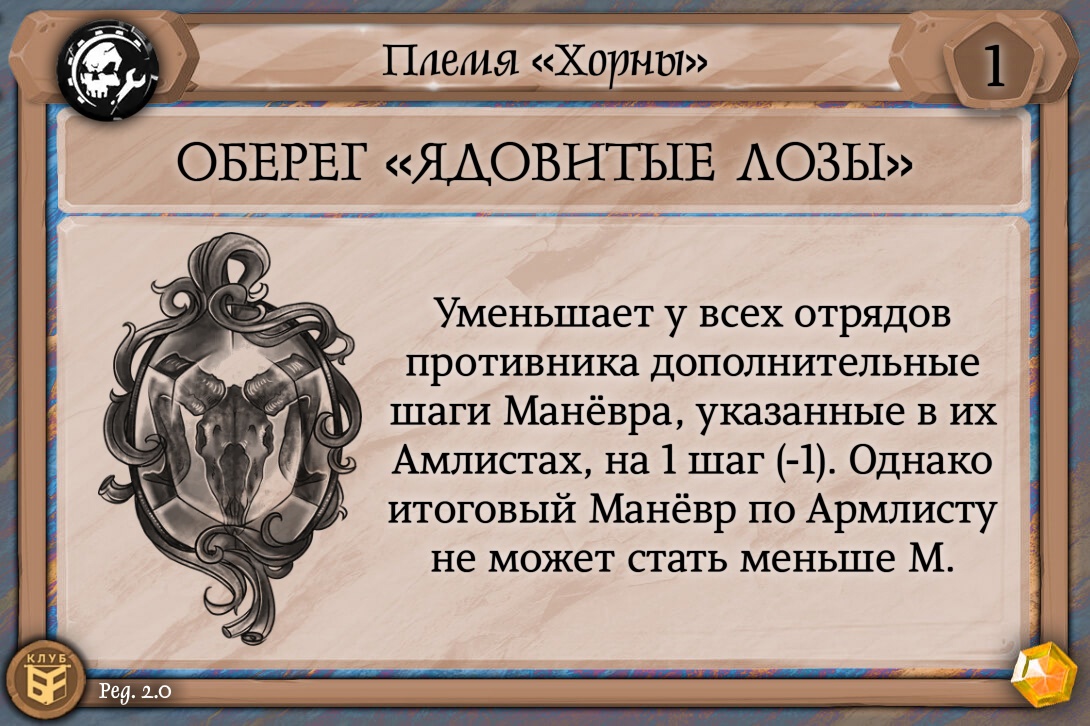 Племя «Хорны»
1
ОБЕРЕГ «ЯДОВИТЫЕ ЛОЗЫ»
Уменьшает у всех отрядов
противника дополнительные
шаги Манёвра, указанные в их
Амлистах, на 1 шаг (-1). Однако
итоговый Манёвр по Армлисту
не может стать меньше М.
КЛУБ
Ред. 2.0